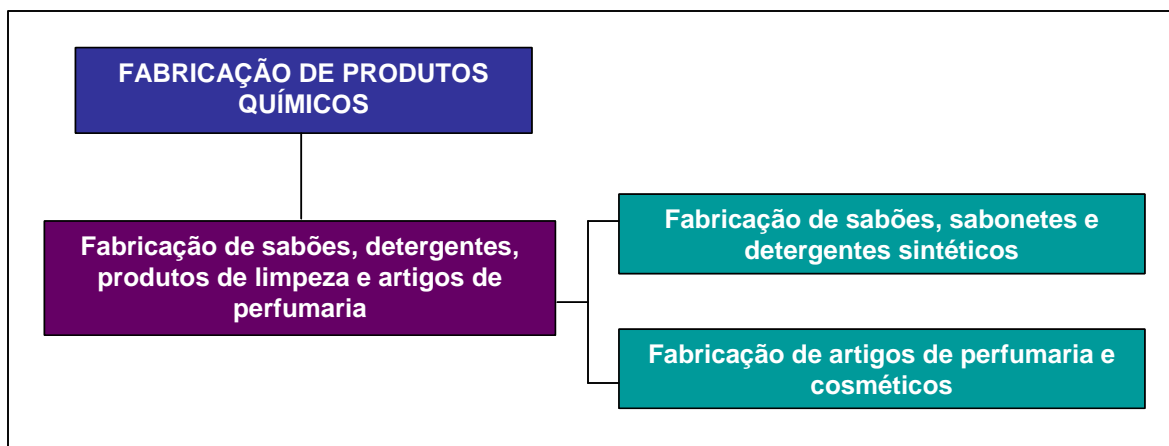 FABRICAÇÃO DE PRODUTOS
QUÍMICOS
Fabricação de sabões, detergentes,
produtos de limpeza e artigos de
perfumaria
Fabricação de sabões, sabonetes e
detergentes sintéticos
Fabricação de artigos de perfumaria e
cosméticos